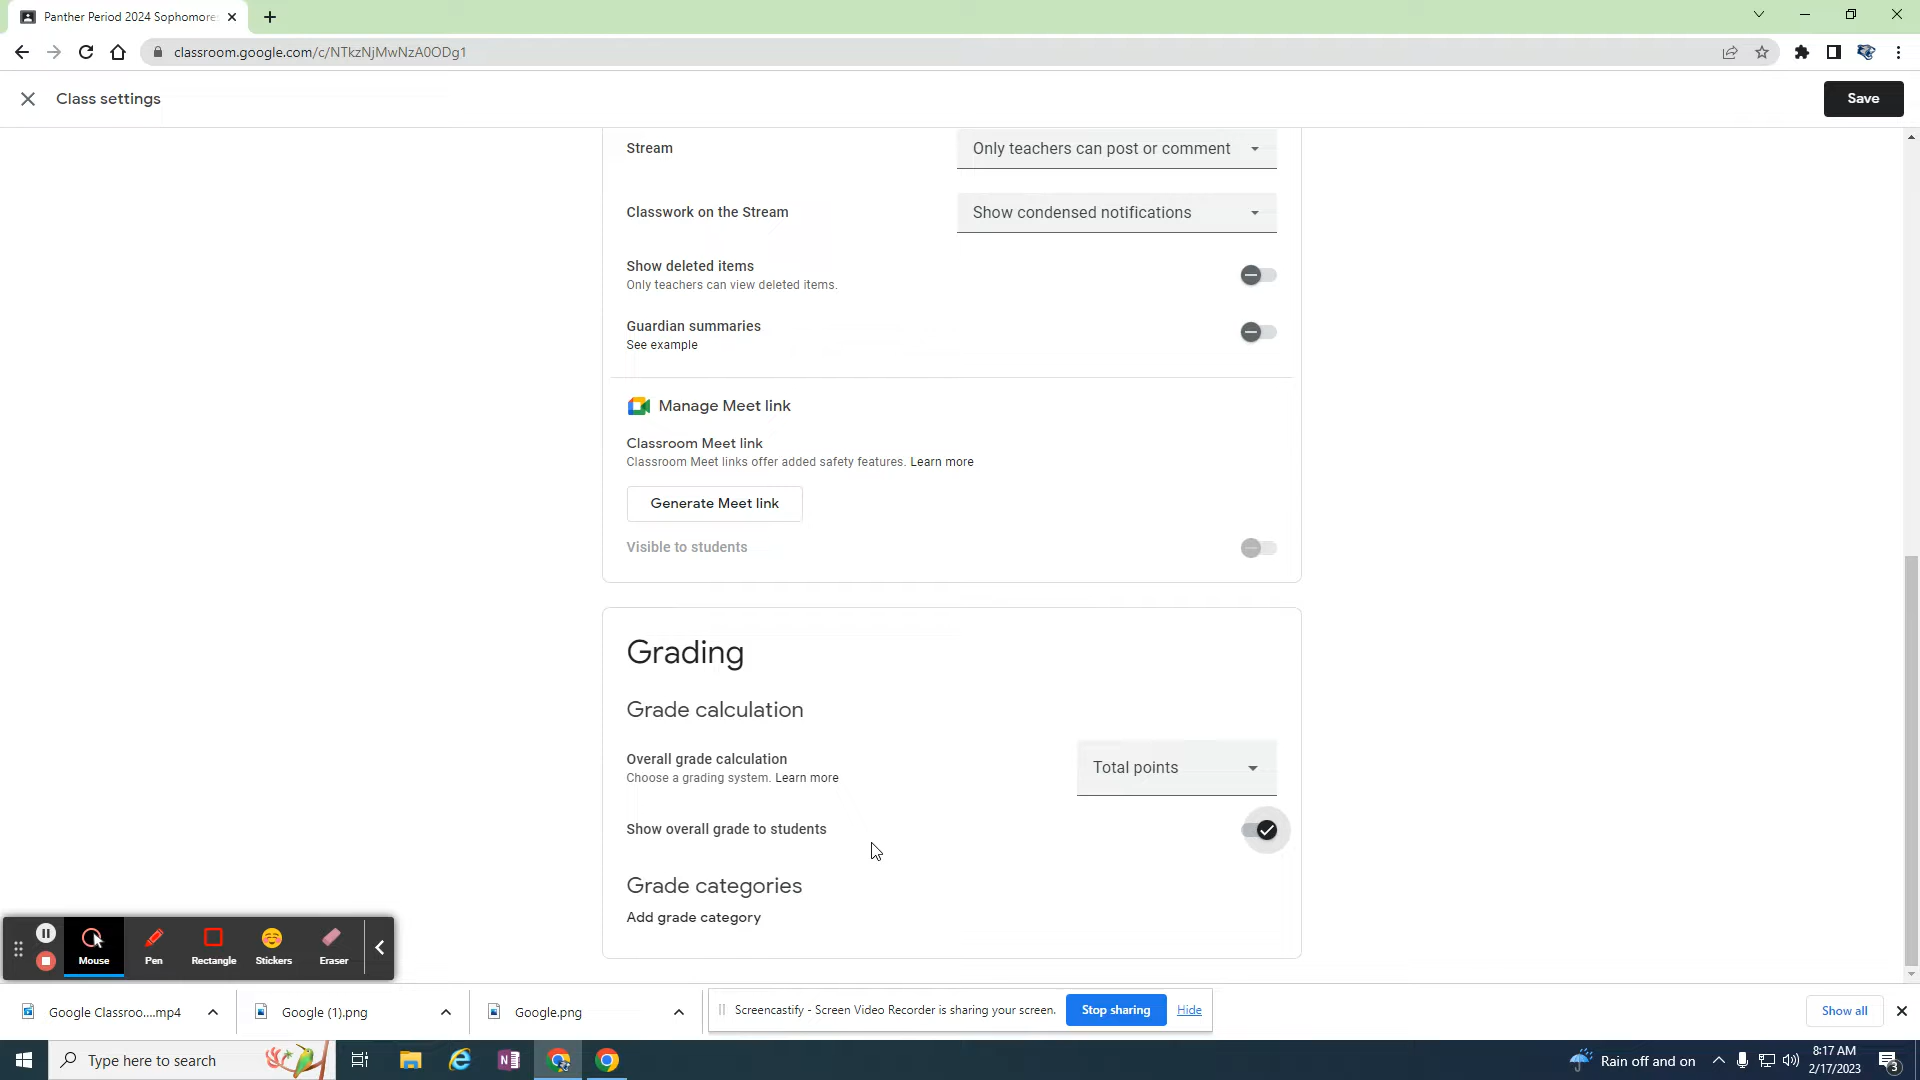 Panther Period 2024 Sophomore
classroom.google.com/c/NTkzNjMwNzA0ODg1
Class settings
Save
Stream
Only teachers can post or comment
Classwork on the Stream
Show condensed notifications
Show deleted items
Only teachers can view deleted items.
Guardian summaries
See example
Manage Meet link
Classroom Meet link
Classroom Meet links offer added safety features. Learn more
Generate Meet link
Visible to students
Grading
Grade calculation
Overall grade calculation
Choose a grading system. Learn more
Total points
Show overall grade to students
Grade categories
Add grade category
Mouse
Pen
Rectangle
Stickers
Eraser
Google Classroo....mp4
Google (1).png
Google.png
Screencastify - Screen Video Recorder is sharing your screen.
Stop sharing
Hide
Show all
Type here to search
Rain off and on
8:17 AM
2/17/2023
3